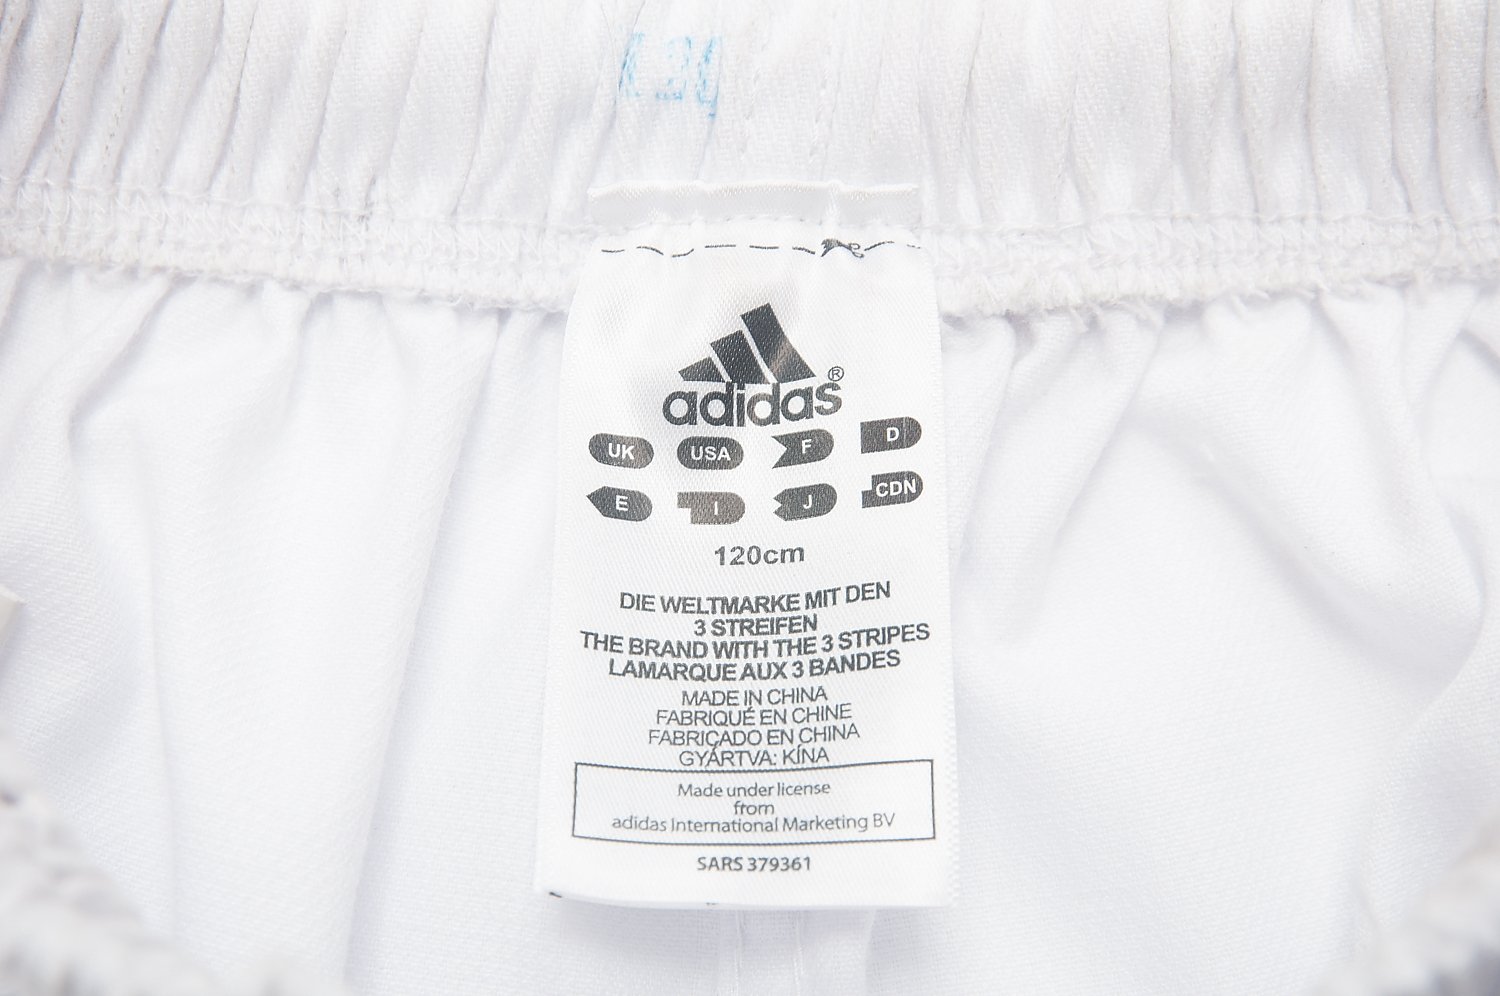 adidas®
UK USA F D
E I J CDN
120cm
DIE WELTMARKE MIT DEN
3 STREIFEN
THE BRAND WITH THE 3 STRIPES
LAMARQUE AUX 3 BANDES
MADE IN CHINA
FABRIQUÉ EN CHINE
FABRIÇADO EN CHINA
GYÁRTVA: KÍNA
Made under license
from
adidas International Marketing BV
SARS 379361